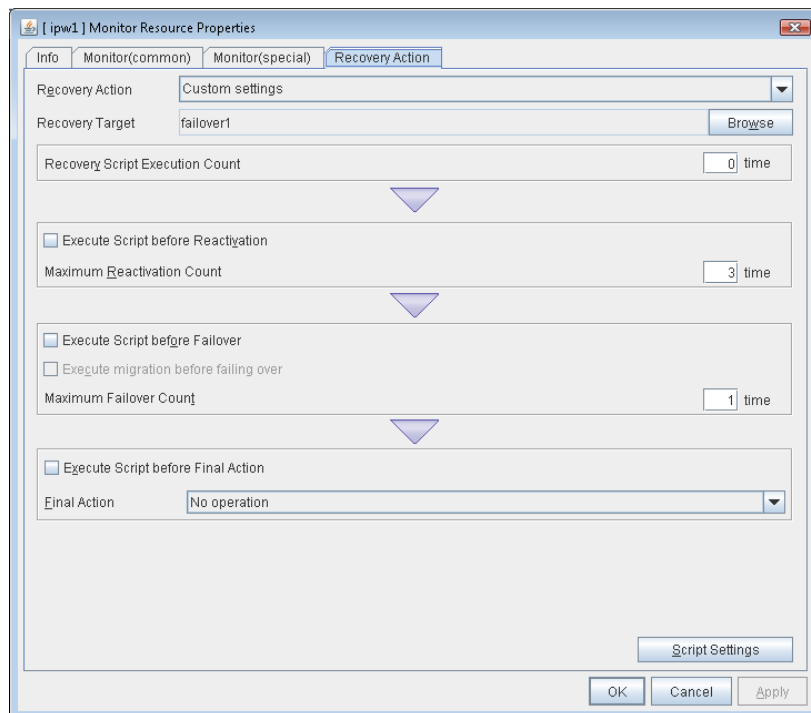 [ ipw1 ] Monitor Resource Properties
Info Monitor(common) Monitor(special) Recovery Action
Recovery Action Custom settings
Recovery Target failover1 Browse
Recovery Script Execution Count 0 time
Execute Script before Reactivation
Maximum Reactivation Count 3 time
Execute Script before Failover
Execute migration before failing over
Maximum Failover Count 1 time
Execute Script before Final Action
Final Action No operation
Script Settings
OK Cancel Apply